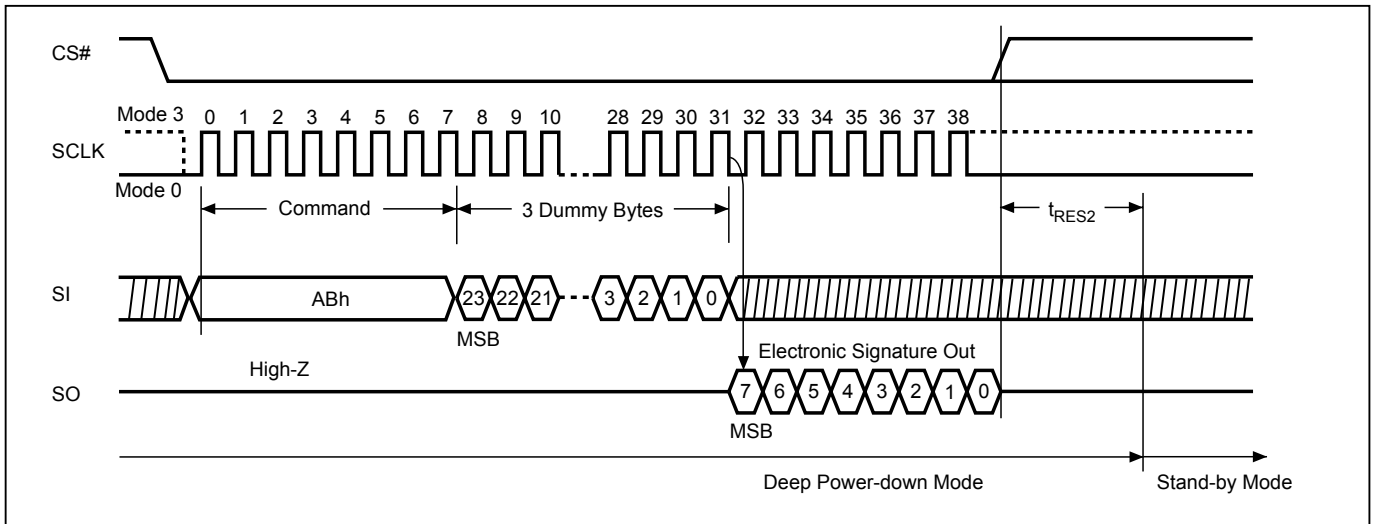 CS#
Mode 3
0 1 2 3 4 5 6 7 8 9 10 28 29 30 31 32 33 34 35 36 37 38
SCLK
Mode 0
Command
3 Dummy Bytes
tRES2
SI
ABh
23 22 21 3 2 1 0
MSB
High-Z
Electronic Signature Out
SO
7 6 5 4 3 2 1 0
MSB
Deep Power-down Mode
Stand-by Mode